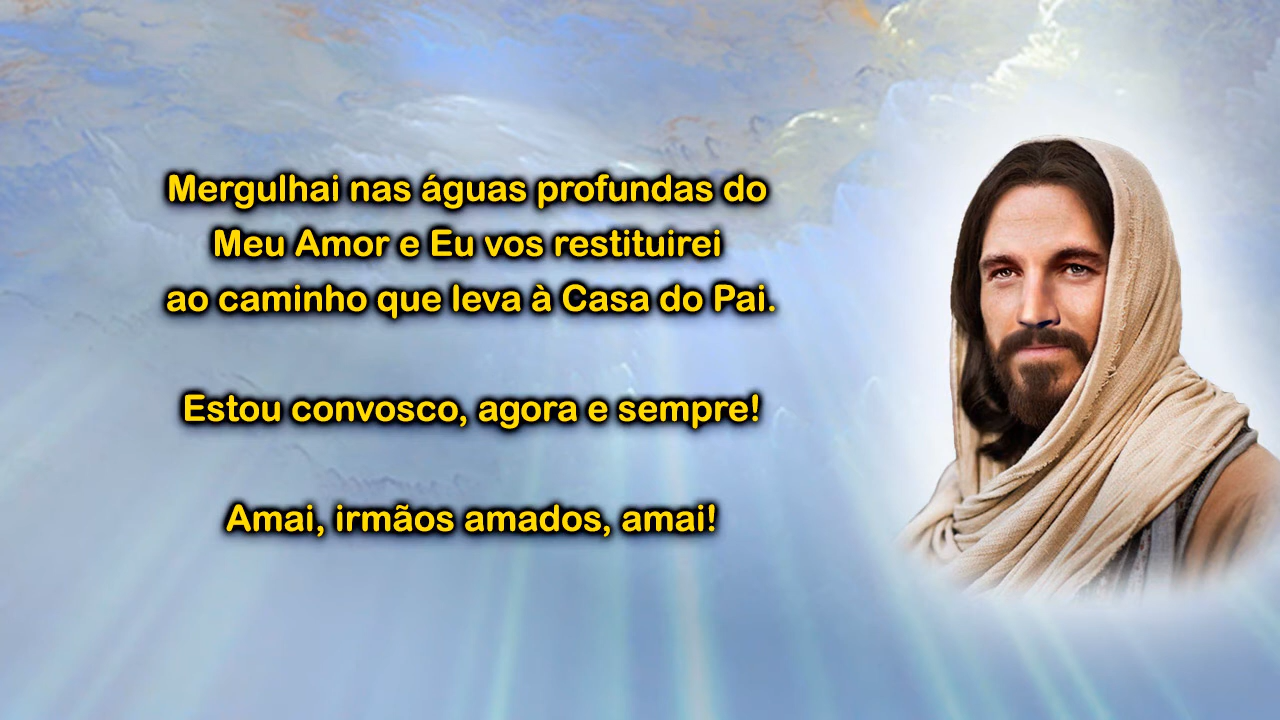 Mergulhai nas águas profundas do
Meu Amor e Eu vos restituirei
ao caminho que leva à Casa do Pai.
Estou convosco, agora e sempre!
Amai, irmãos amados, amai!